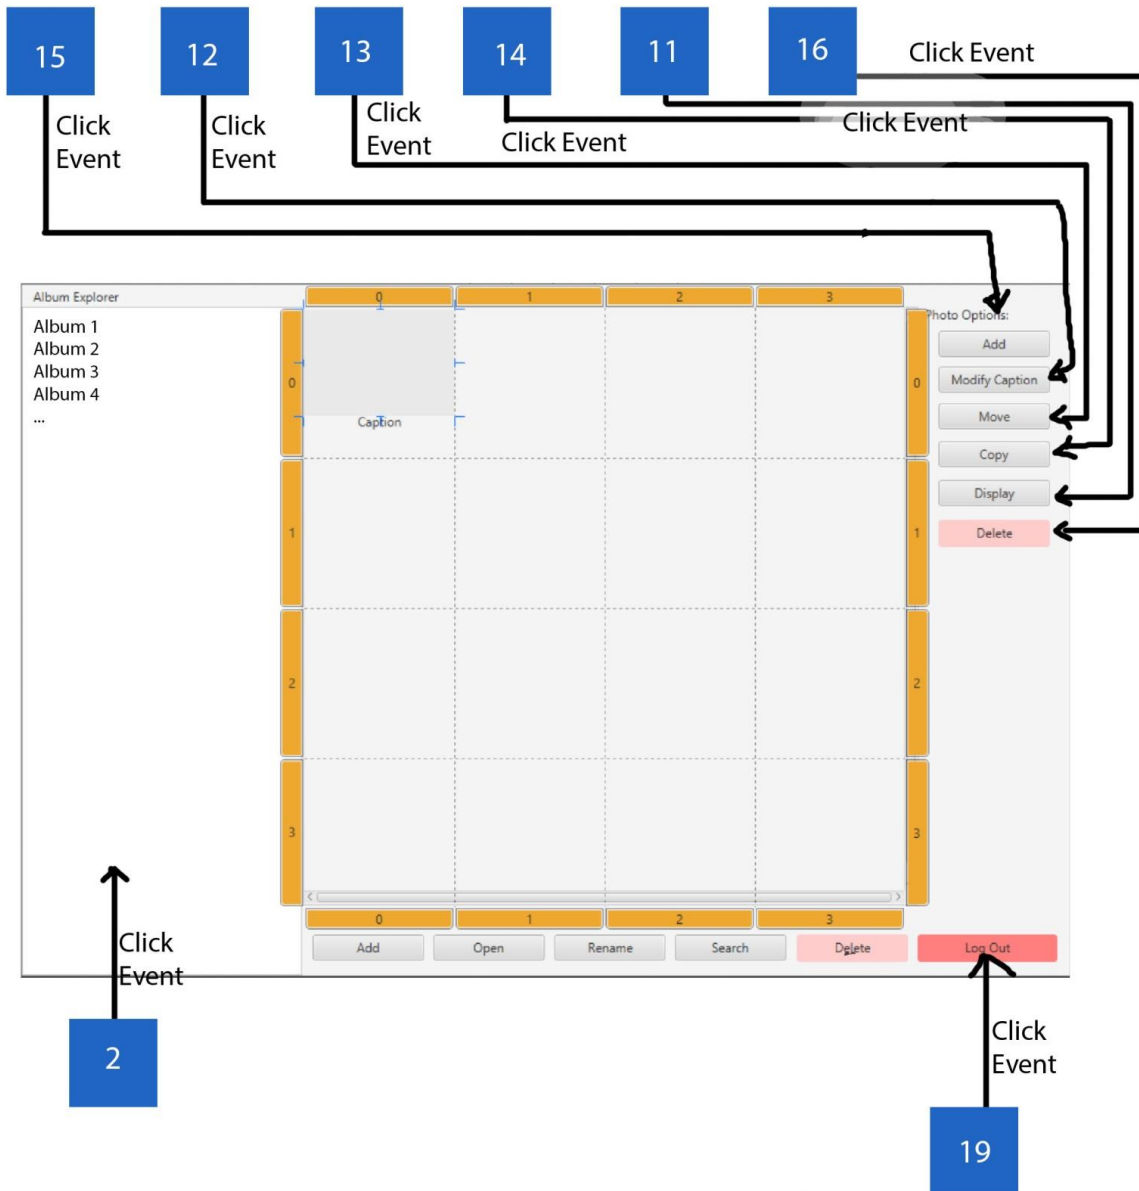 15
12
13
14
11
16
Click Event
Click
Event
Click
Event
Click
Event
Click Event
Click Event
Album Explorer
0
1
2
3
Photo Options:
Album 1
Album 2
Album 3
Album 4
...
0
Caption
0
Add
Modify Caption
Move
Copy
Display
Delete
1
1
2
2
3
3
0
1
2
3
Add
Open
Rename
Search
Delete
Log Out
Click
Event
2
Click
Event
19